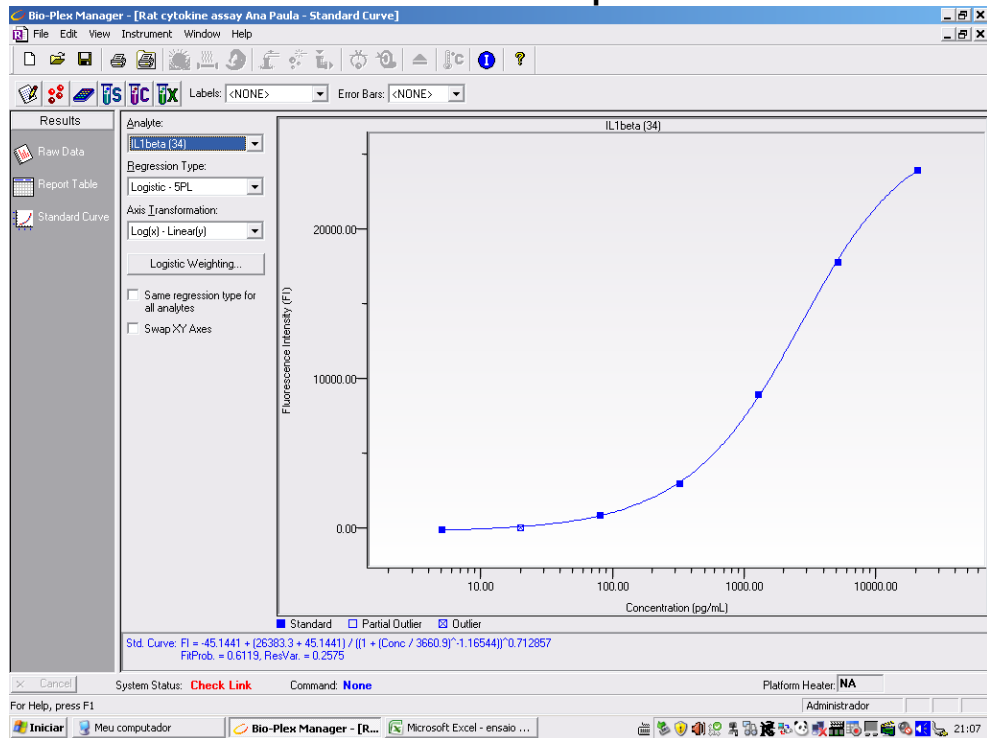 Bio-Plex Manager - [Rat cytokine assay Ana Paula - Standard Curve]
File Edit View Instrument Window Help
Labels: <NONE> Error Bars: <NONE>
Results
Raw Data
Report Table
Standard Curve
Analyte:
IL1beta (34)
Regression Type:
Logistic - 5PL
Axis Transformation:
Log(x) - Linear(y)
Logistic Weighting...
Same regression type for
all analytes
Swap XY Axes
IL1beta (34)
Fluorescence Intensity (FI)
20000.00
10000.00
0.00
10.00 100.00 1000.00 10000.00
Concentration (pg/mL)
Standard Partial Outlier Outlier
Std. Curve: FI = -45.1441 + (26383.3 + 45.1441) / ((1 + (Conc / 3660.9)^-1.16544))^0.712857
FitProb. = 0.6119, ResVar. = 0.2575
Cancel System Status: Check Link Command: None Platform Heater: NA
For Help, press F1 Administrador
Iniciar Meu computador Bio-Plex Manager - [R... Microsoft Excel - ensaio ... 21:07